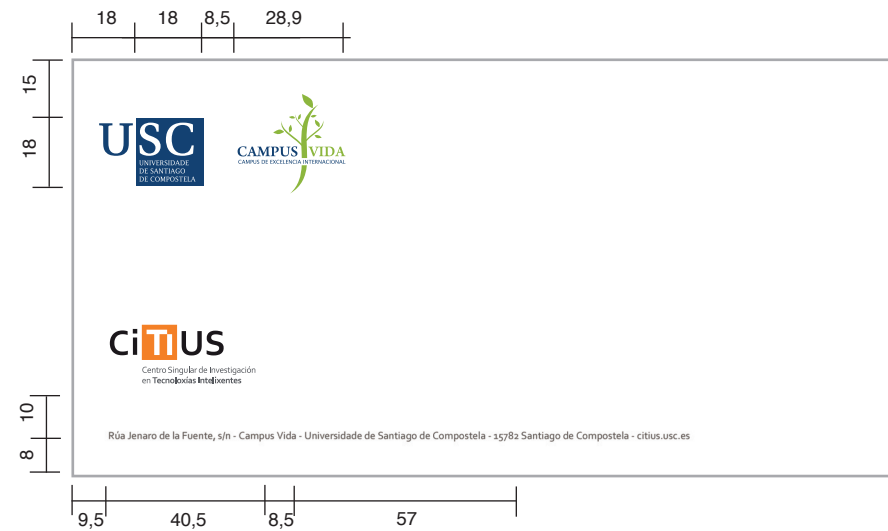 18 18 8,5 28,9
15
18
USC
UNIVERSIDADE
DE SANTIAGO
DE COMPOSTELA
CAMPUS VIDA
CAMPUS DE EXCELENCIA INTERNACIONAL
CiTIUS
Centro Singular de Investigación
en Tecnoloxías Intelixentes
10
8
Rúa Jenaro de la Fuente, s/n - Campus Vida - Universidade de Santiago de Compostela - 15782 Santiago de Compostela - citius.usc.es
9,5 40,5 8,5 57